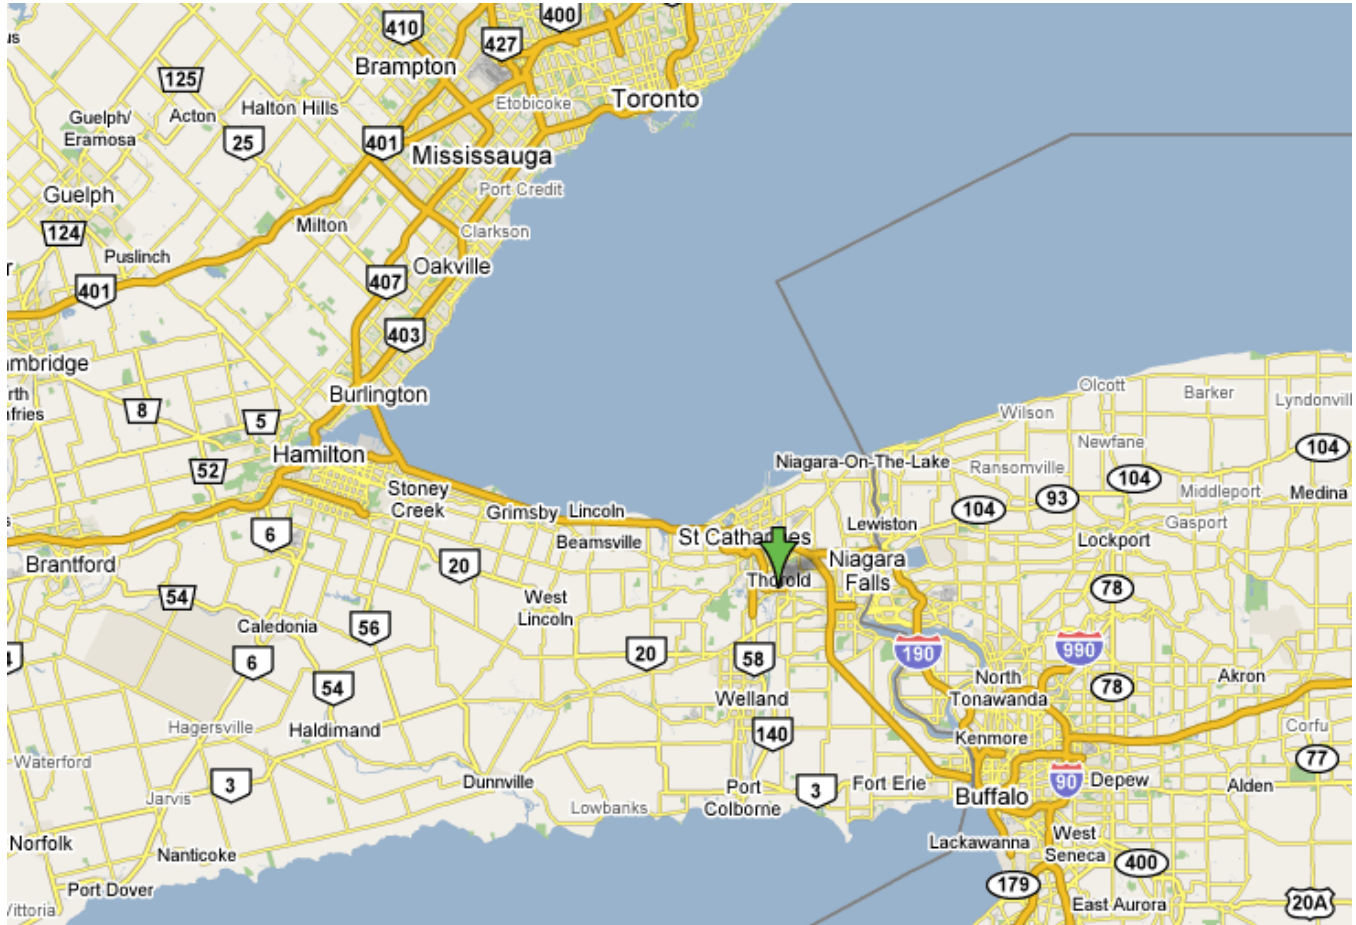 410
427
400
Brampton
125
Halton Hills
Etobicoke
Toronto
Guelph/
Eramosa
Acton
25
401
Mississauga
Guelph
Port Credit
124
Milton
Clarkson
Puslinch
Oakville
401
407
403
Burlington
Olcott
Barker
8
5
Wilson
Hamilton
Newfane
104
52
Niagara-On-The-Lake
Ransomville
104
Stoney
Creek
93
Middleport
Medina
Grimsby
Lincoln
104
Gasport
6
St Catharines
Lewiston
Lockport
Beamsville
Brantford
20
Thorold
Niagara
Falls
78
54
West
Lincoln
Caledonia
56
6
20
58
190
990
54
North
Tonawanda
78
Akron
Welland
Hagersville
Haldimand
140
Corfu
Kenmore
Waterford
77
3
Dunnville
Port
Colborne
3
Fort Erie
Buffalo
90
Depew
Alden
Jarvis
Lowbanks
Norfolk
Nanticoke
Lackawanna
West
Seneca
400
Port Dover
179
East Aurora
20A